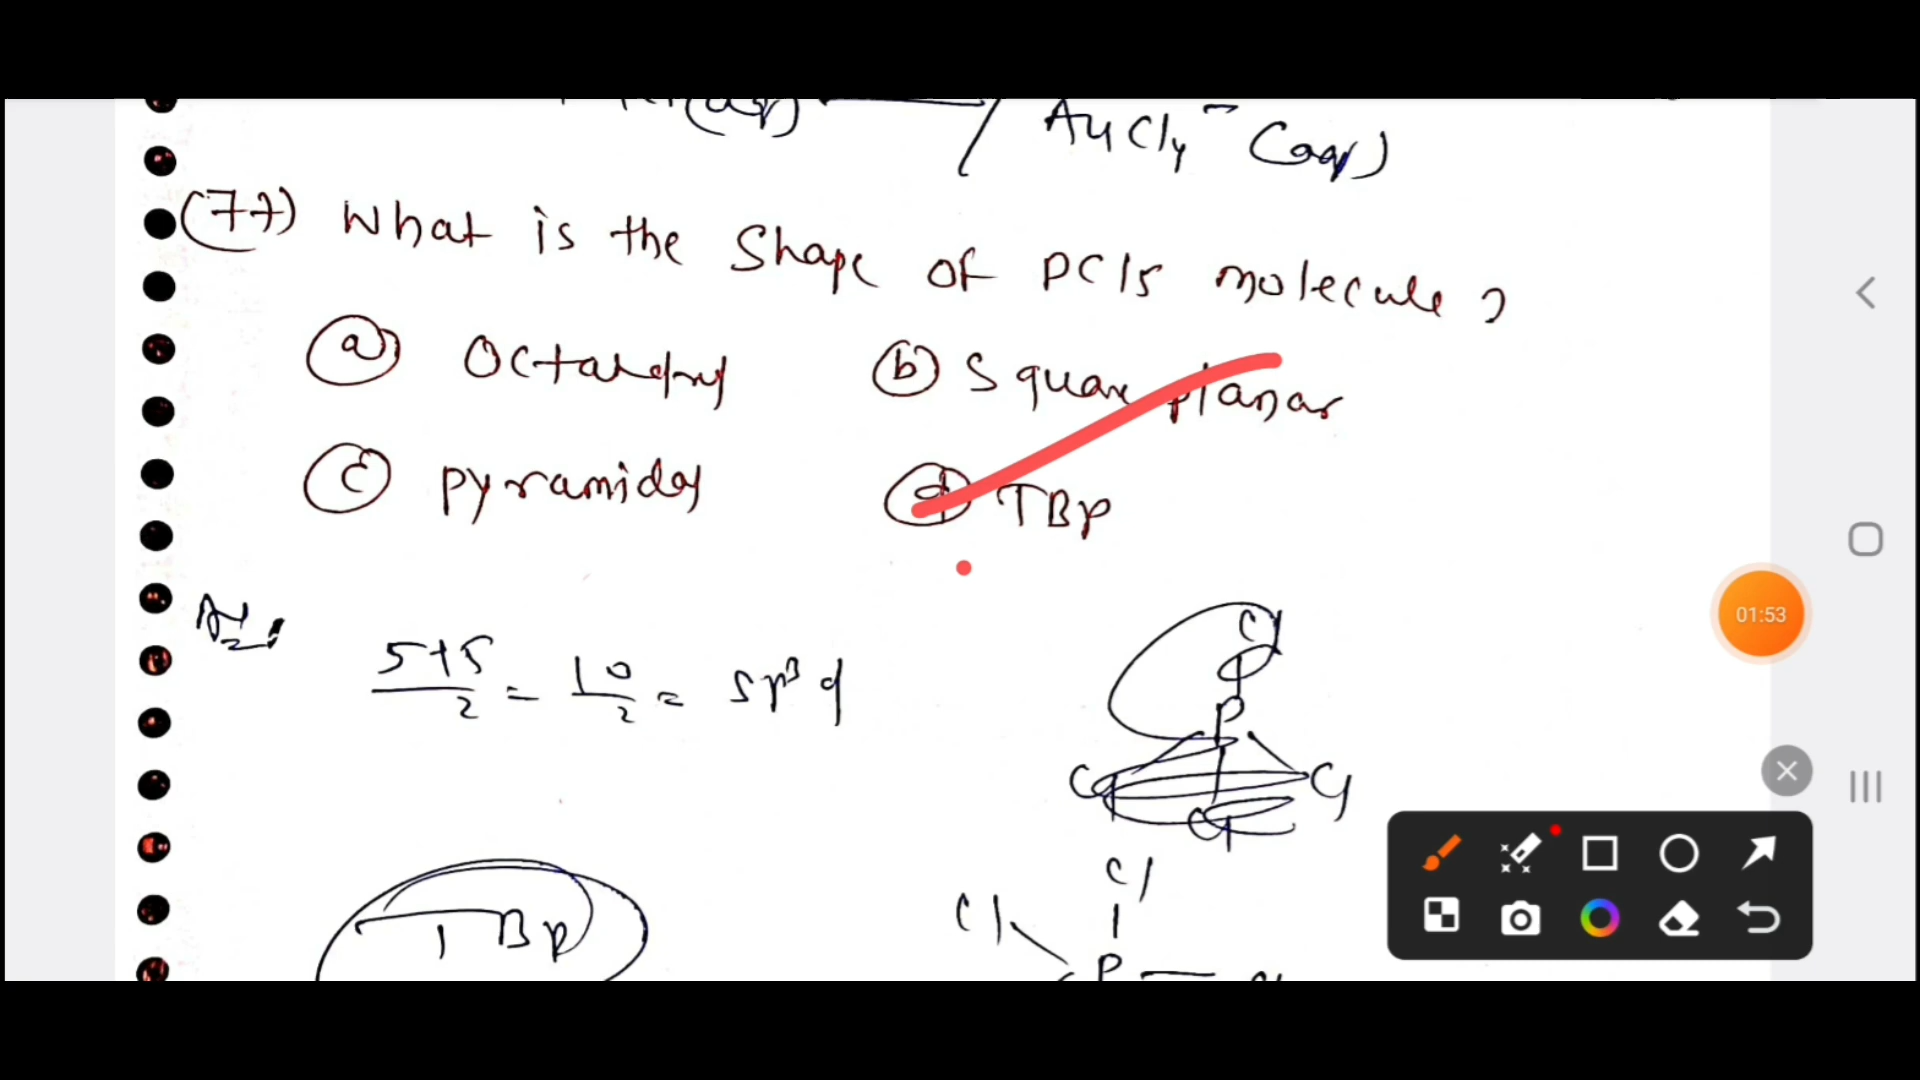 AuCl4⁻ (aq)
(77) What is the Shape of PCl5 molecule ?
(a) Octahedral (b) Square planar
(c) Pyramidal (d) TBP
Ans:
5+5/2 = 10/2 = sp³d
Cl
P
Cl Cl
Cl
Cl
Cl
TBP
P
01:53